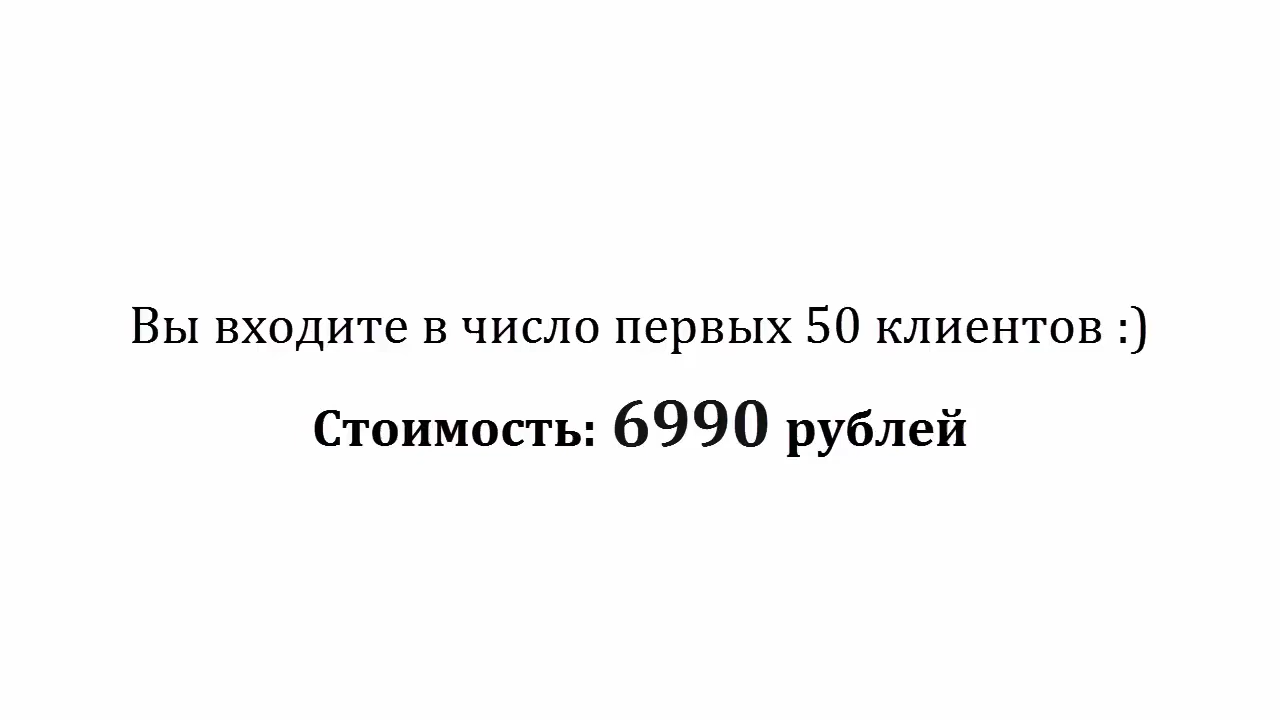 Вы входите в число первых 50 клиентов :)
Стоимость: 6990 рублей